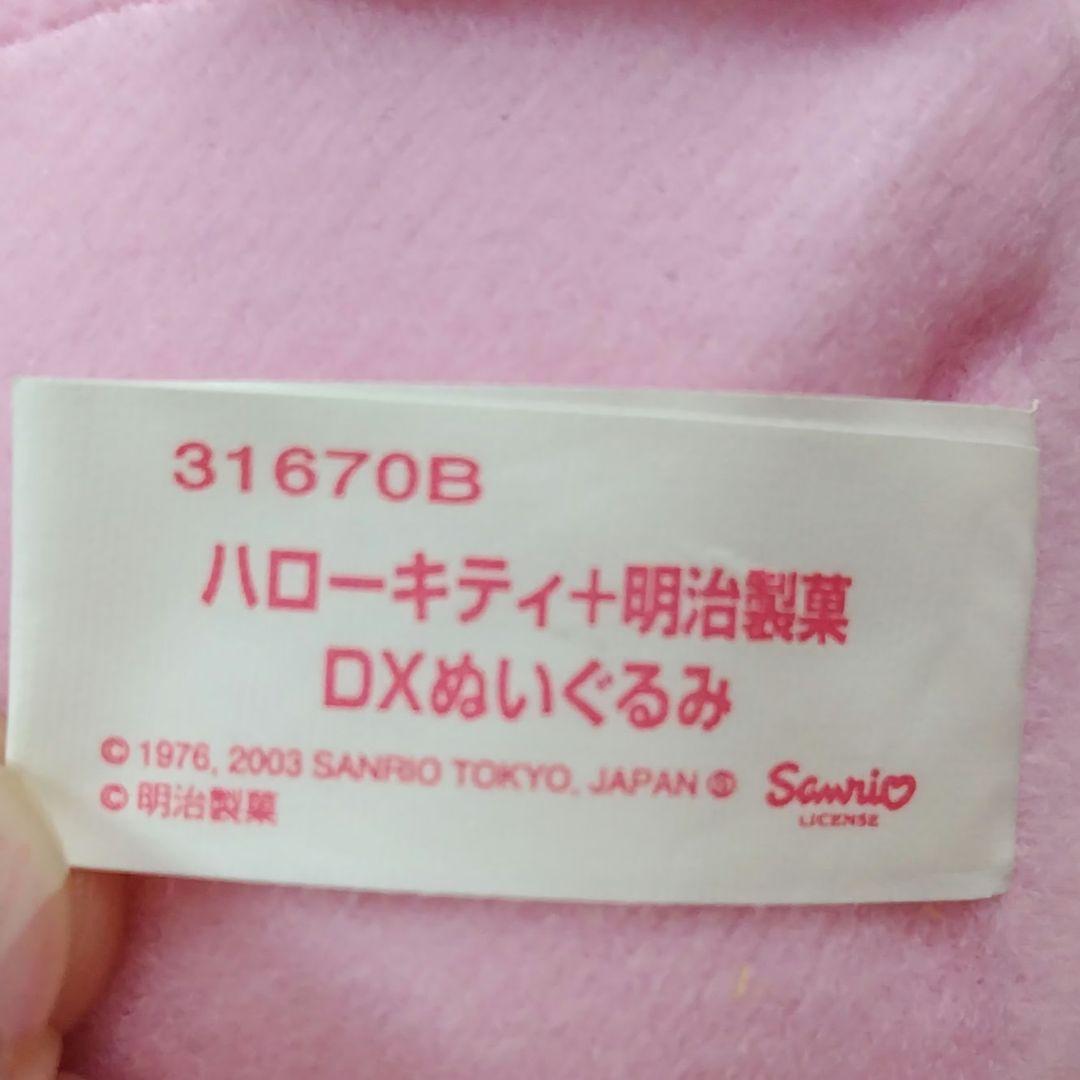 31670B
ハローキティ+明治製菓
DXぬいぐるみ
© 1976, 2003 SANRIO TOKYO, JAPAN Ⓢ
© 明治製菓
Sanrio
LICENSE